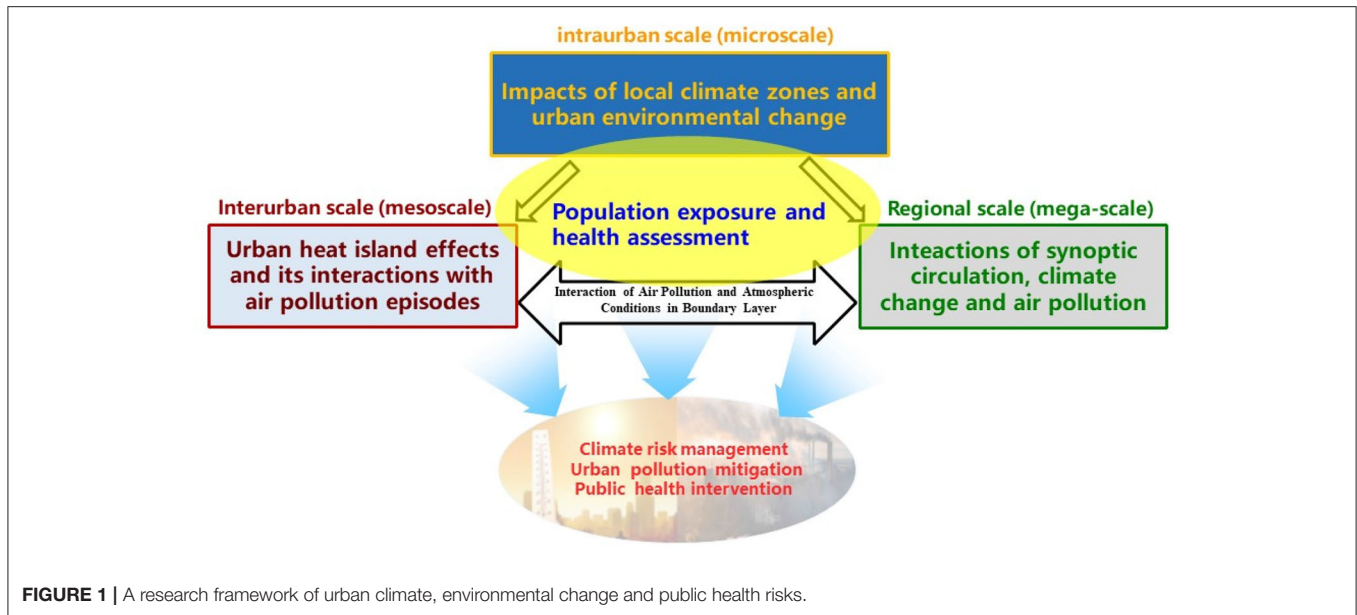 intraurban scale (microscale)
Impacts of local climate zones and
urban environmental change
Interurban scale (mesoscale)
Urban heat island effects
and its interactions with
air pollution episodes
Population exposure and
health assessment
Regional scale (mega-scale)
Inteactions of synoptic
circulation, climate
change and air pollution
Interaction of Air Pollution and Atmospheric
Conditions in Boundary Layer
Climate risk management
Urban pollution mitigation
Public health intervention
FIGURE 1 | A research framework of urban climate, environmental change and public health risks.